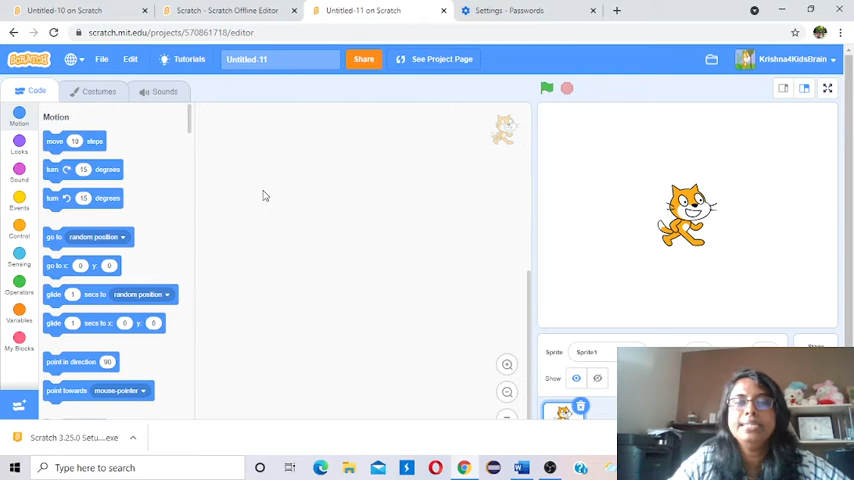 Untitled-10 on Scratch
Scratch - Scratch Offline Editor
Untitled-11 on Scratch
Settings - Passwords
scratch.mit.edu/projects/570861718/editor
SCRATCH
File
Edit
Tutorials
Untitled-11
Share
See Project Page
Krishna4KidsBrain
Code
Costumes
Sounds
Motion
Looks
Sound
Events
Control
Sensing
Operators
Variables
My Blocks
Motion
move 10 steps
turn 15 degrees
turn 15 degrees
go to random position
go to x: 0 y: 0
glide 1 secs to random position
glide 1 secs to x: 0 y: 0
point in direction 90
point towards mouse-pointer
Sprite Sprite1
Show
Stage
Scratch 3.25.0 Setu....exe
Type here to search